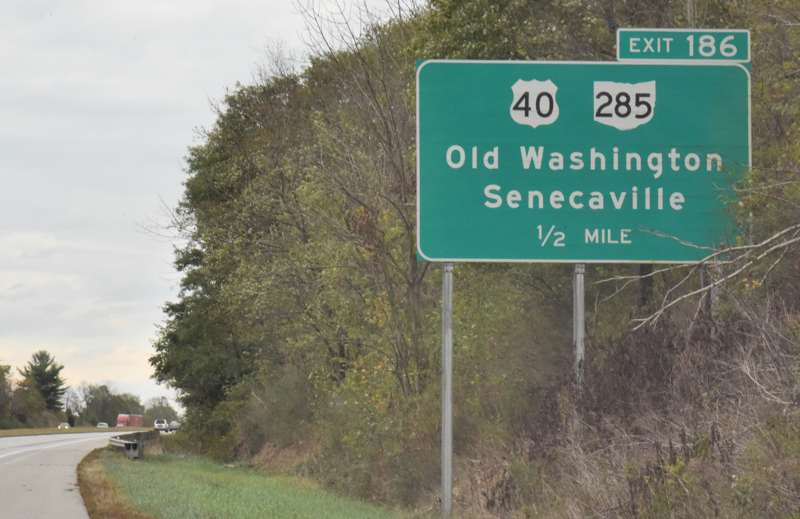 EXIT 186
40 285
Old Washington
Senecaville
1/2 MILE